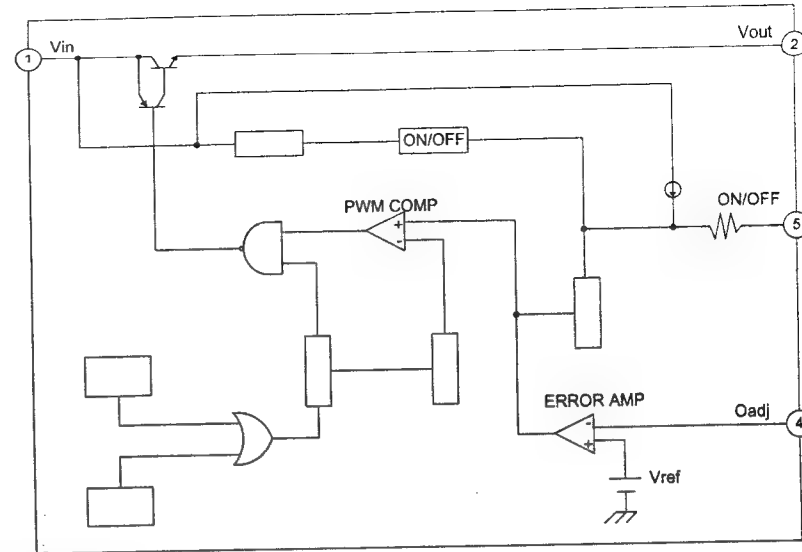 1
Vin
Vout
2
ON/OFF
PWM COMP
+
-
ON/OFF
5
ERROR AMP
-
+
Oadj
4
Vref